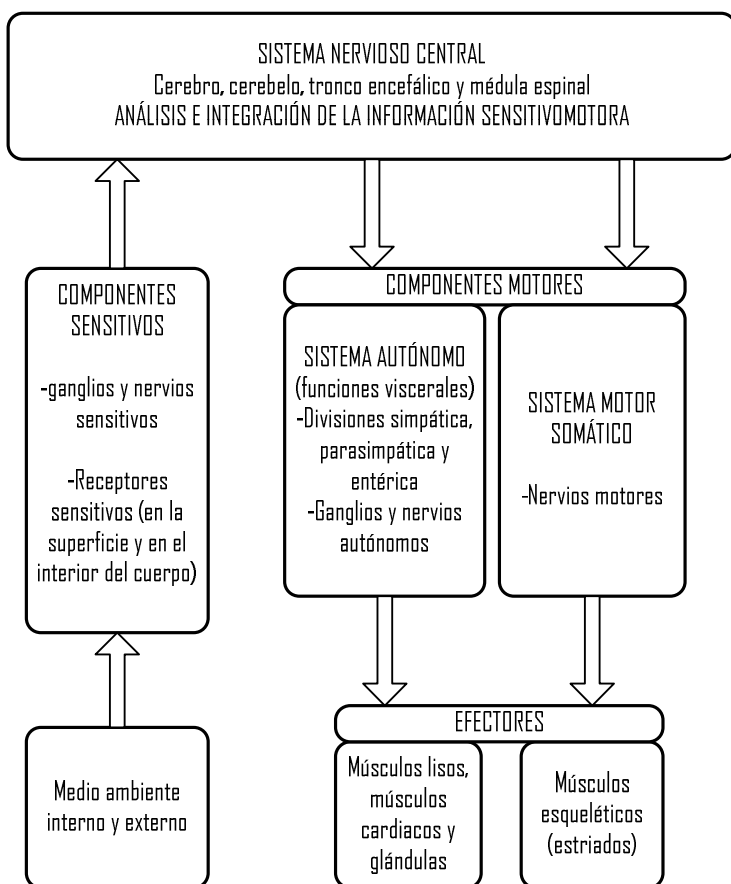 SISTEMA NERVIOSO CENTRAL
Cerebro, cerebelo, tronco encefálico y médula espinal
ANÁLISIS E INTEGRACIÓN DE LA INFORMACIÓN SENSITIVOMOTORA
COMPONENTES
SENSITIVOS
-ganglios y nervios
sensitivos
-Receptores
sensitivos (en la
superficie y en el
interior del cuerpo)
Medio ambiente
interno y externo
COMPONENTES MOTORES
SISTEMA AUTÓNOMO
(funciones viscerales)
-Divisiones simpática,
parasimpática y
entérica
-Ganglios y nervios
autónomos
SISTEMA MOTOR
SOMÁTICO
-Nervios motores
EFECTORES
Músculos lisos,
músculos
cardiacos y
glándulas
Músculos
esqueléticos
(estriados)